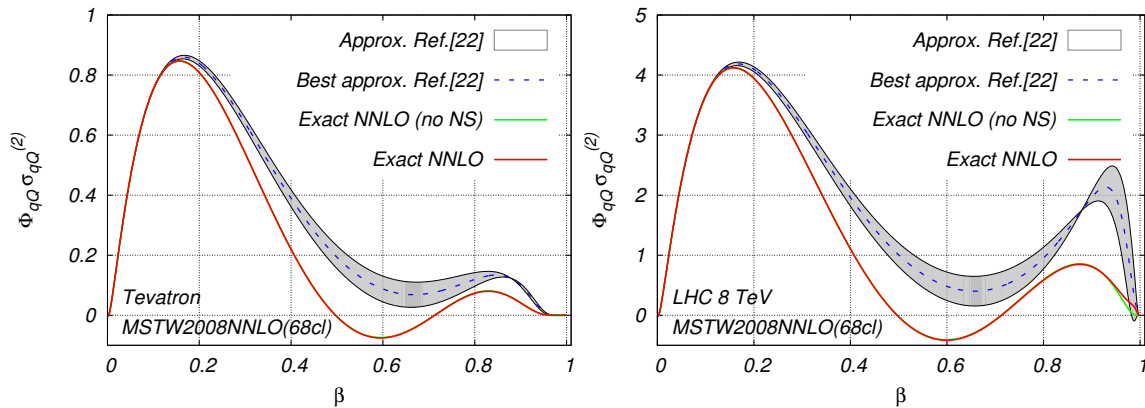 1
0.8
0.6
0.4
0.2
0
Φ_qQ σ_qQ^(2)
Approx. Ref.[22]
Best approx. Ref.[22]
Exact NNLO (no NS)
Exact NNLO
Tevatron
MSTW2008NNLO(68cl)
0 0.2 0.4 0.6 0.8 1
β
5
4
3
2
1
0
Φ_qQ σ_qQ^(2)
Approx. Ref.[22]
Best approx. Ref.[22]
Exact NNLO (no NS)
Exact NNLO
LHC 8 TeV
MSTW2008NNLO(68cl)
0 0.2 0.4 0.6 0.8 1
β